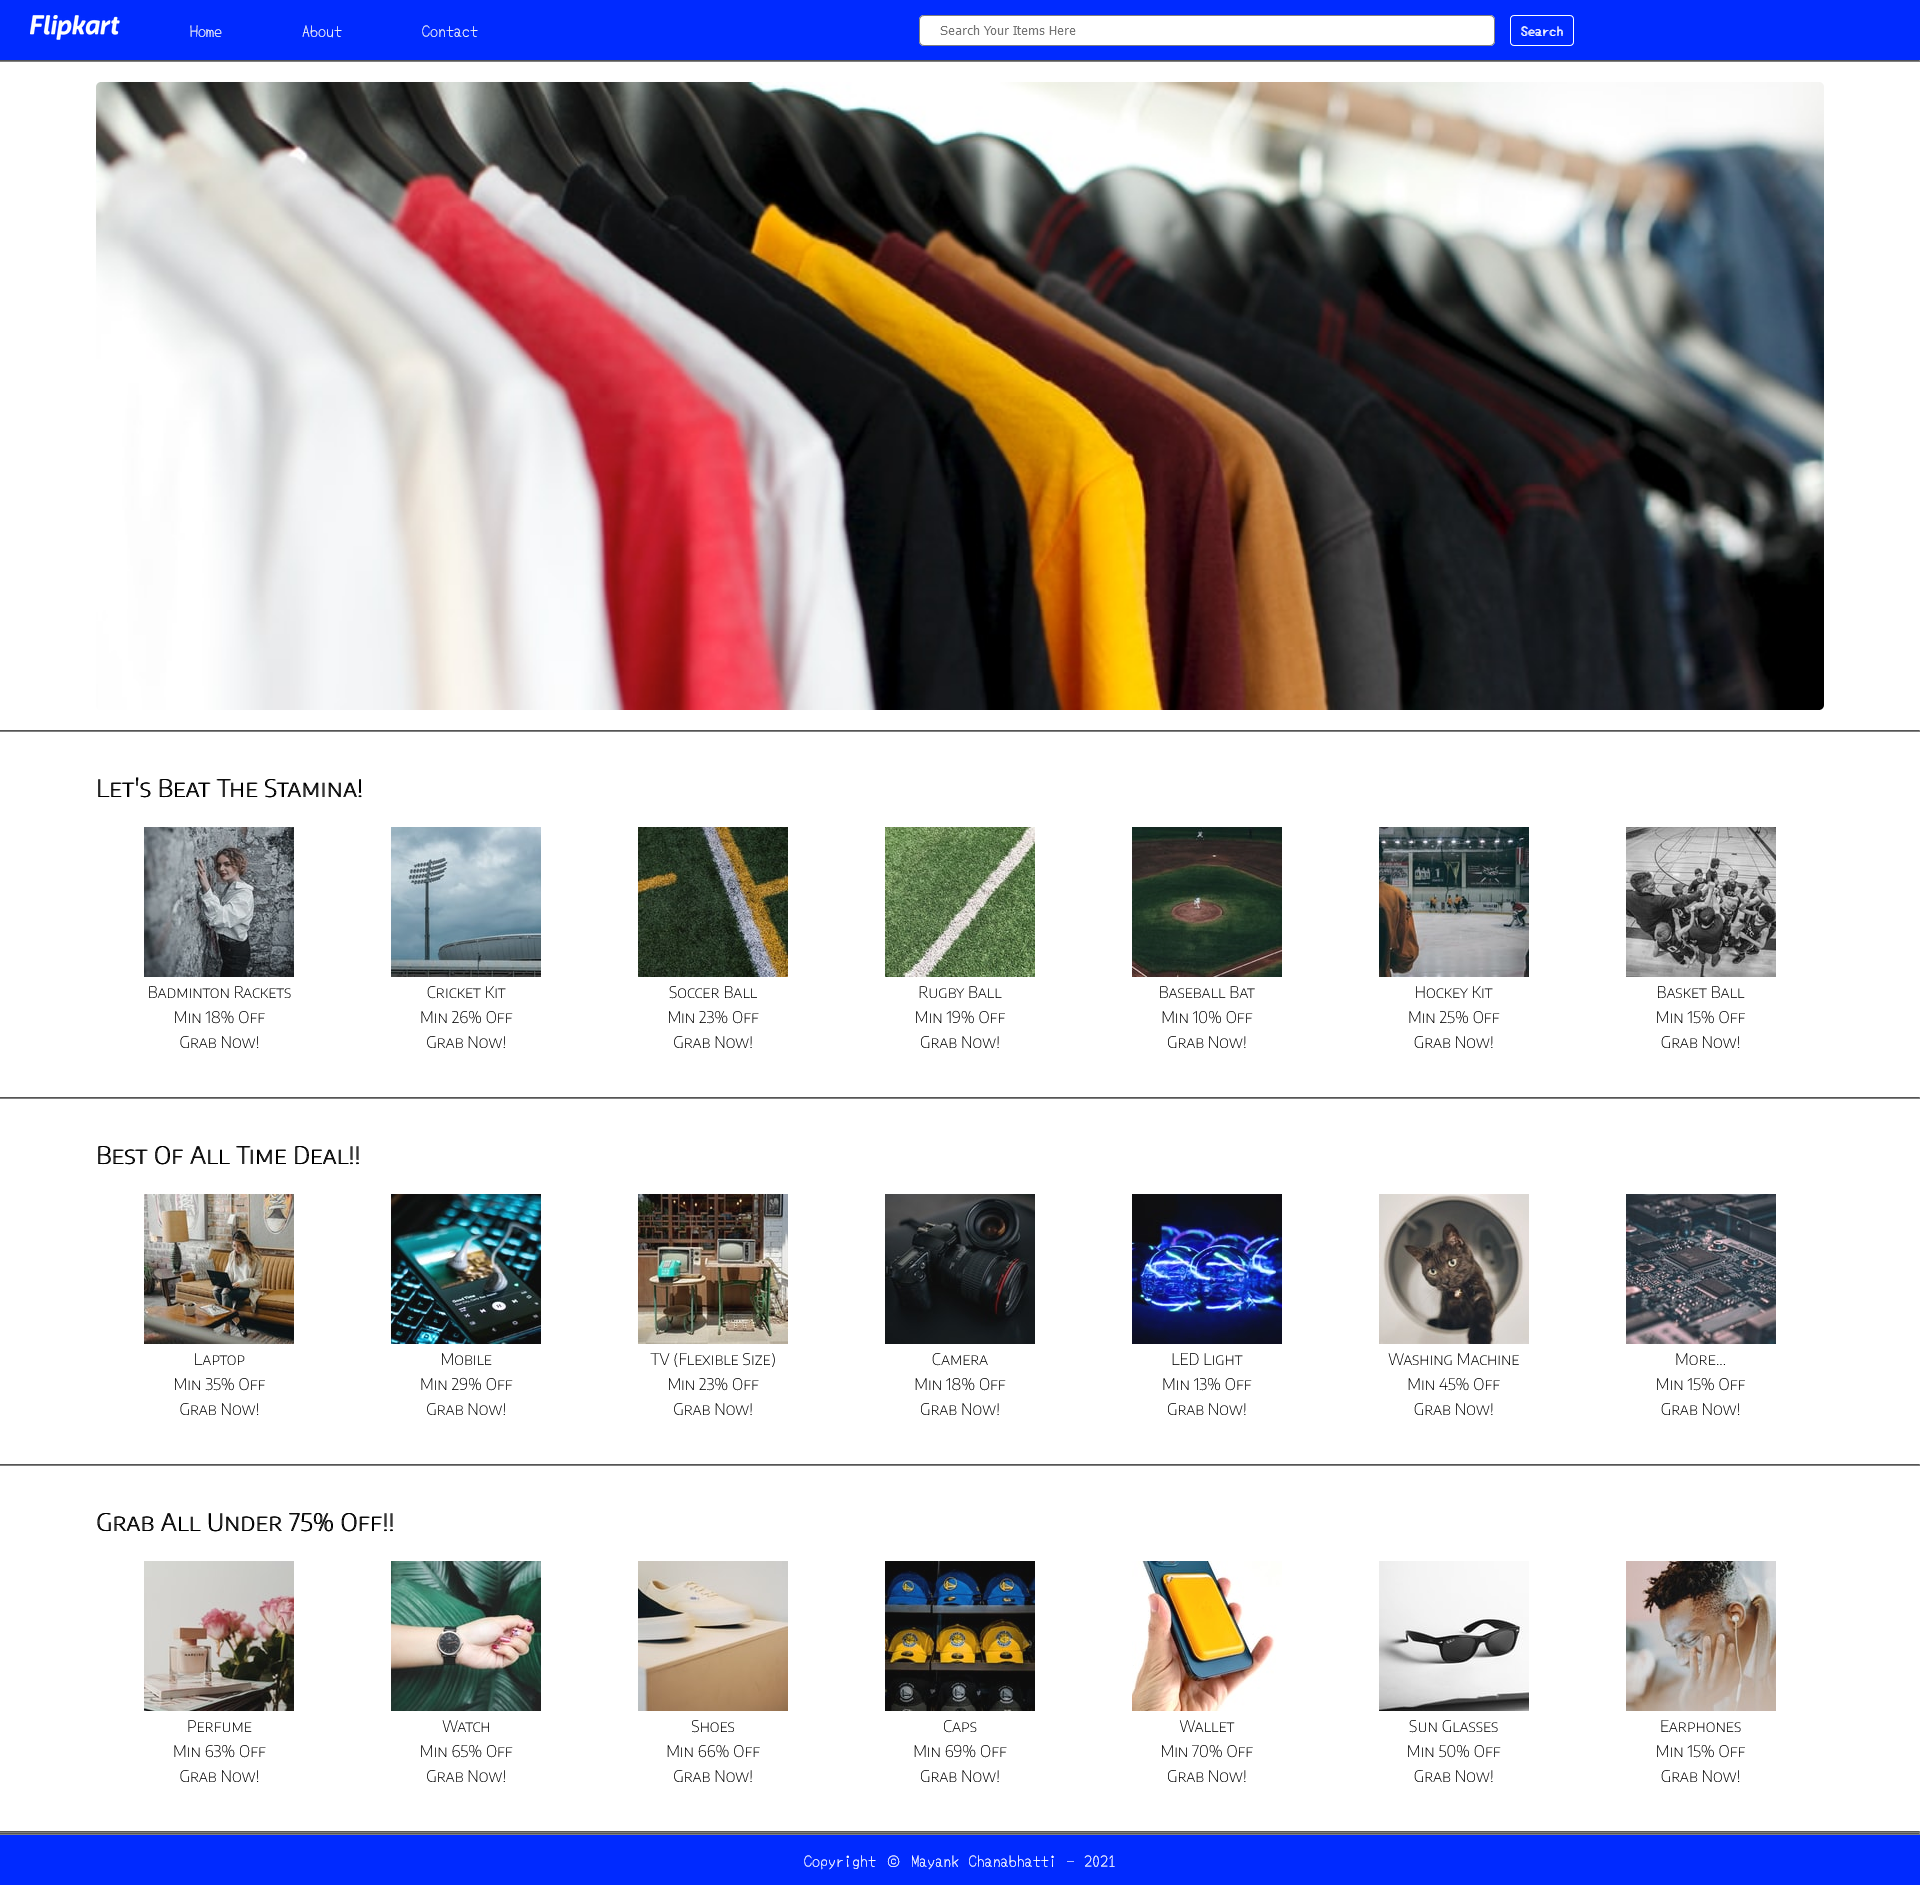 Flipkart Home About Contact Search Your Items Here Search
Let's Beat The Stamina!
Badminton Rackets Cricket Kit Soccer Ball Rugby Ball Baseball Bat Hockey Kit Basket Ball
Min 18% Off Min 26% Off Min 23% Off Min 19% Off Min 10% Off Min 25% Off Min 15% Off
Grab Now! Grab Now! Grab Now! Grab Now! Grab Now! Grab Now! Grab Now!
Best Of All Time Deal!!
Laptop Mobile TV (Flexible Size) Camera LED Light Washing Machine More...
Min 35% Off Min 29% Off Min 23% Off Min 18% Off Min 13% Off Min 45% Off Min 15% Off
Grab Now! Grab Now! Grab Now! Grab Now! Grab Now! Grab Now! Grab Now!
Grab All Under 75% Off!!
Perfume Watch Shoes Caps Wallet Sun Glasses Earphones
Min 63% Off Min 65% Off Min 66% Off Min 69% Off Min 70% Off Min 50% Off Min 15% Off
Grab Now! Grab Now! Grab Now! Grab Now! Grab Now! Grab Now! Grab Now!
Copyright © Mayank Chanabhatti - 2021